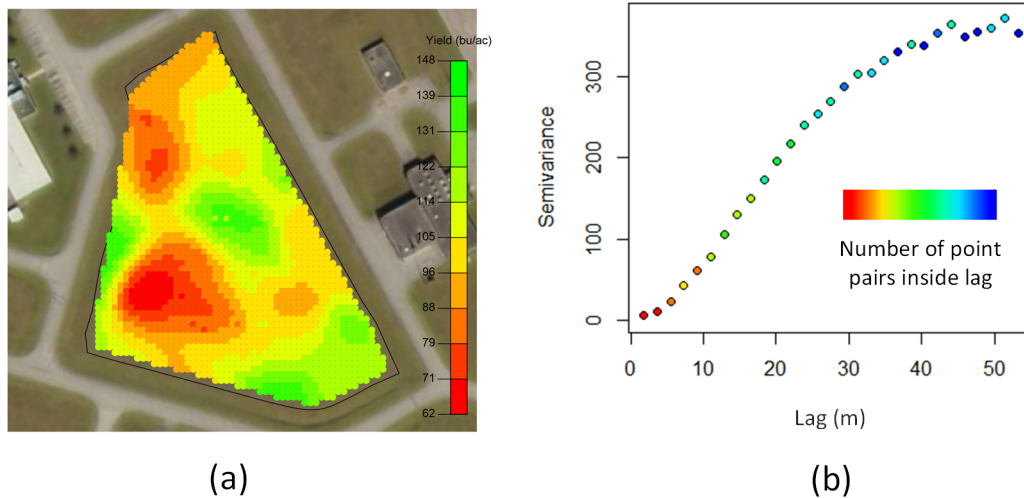 Yield (bu/ac)
148
139
131
122
114
105
96
88
79
71
62
(a)
Semivariance
300
200
100
0
0 10 20 30 40 50
Lag (m)
Number of point
pairs inside lag
(b)